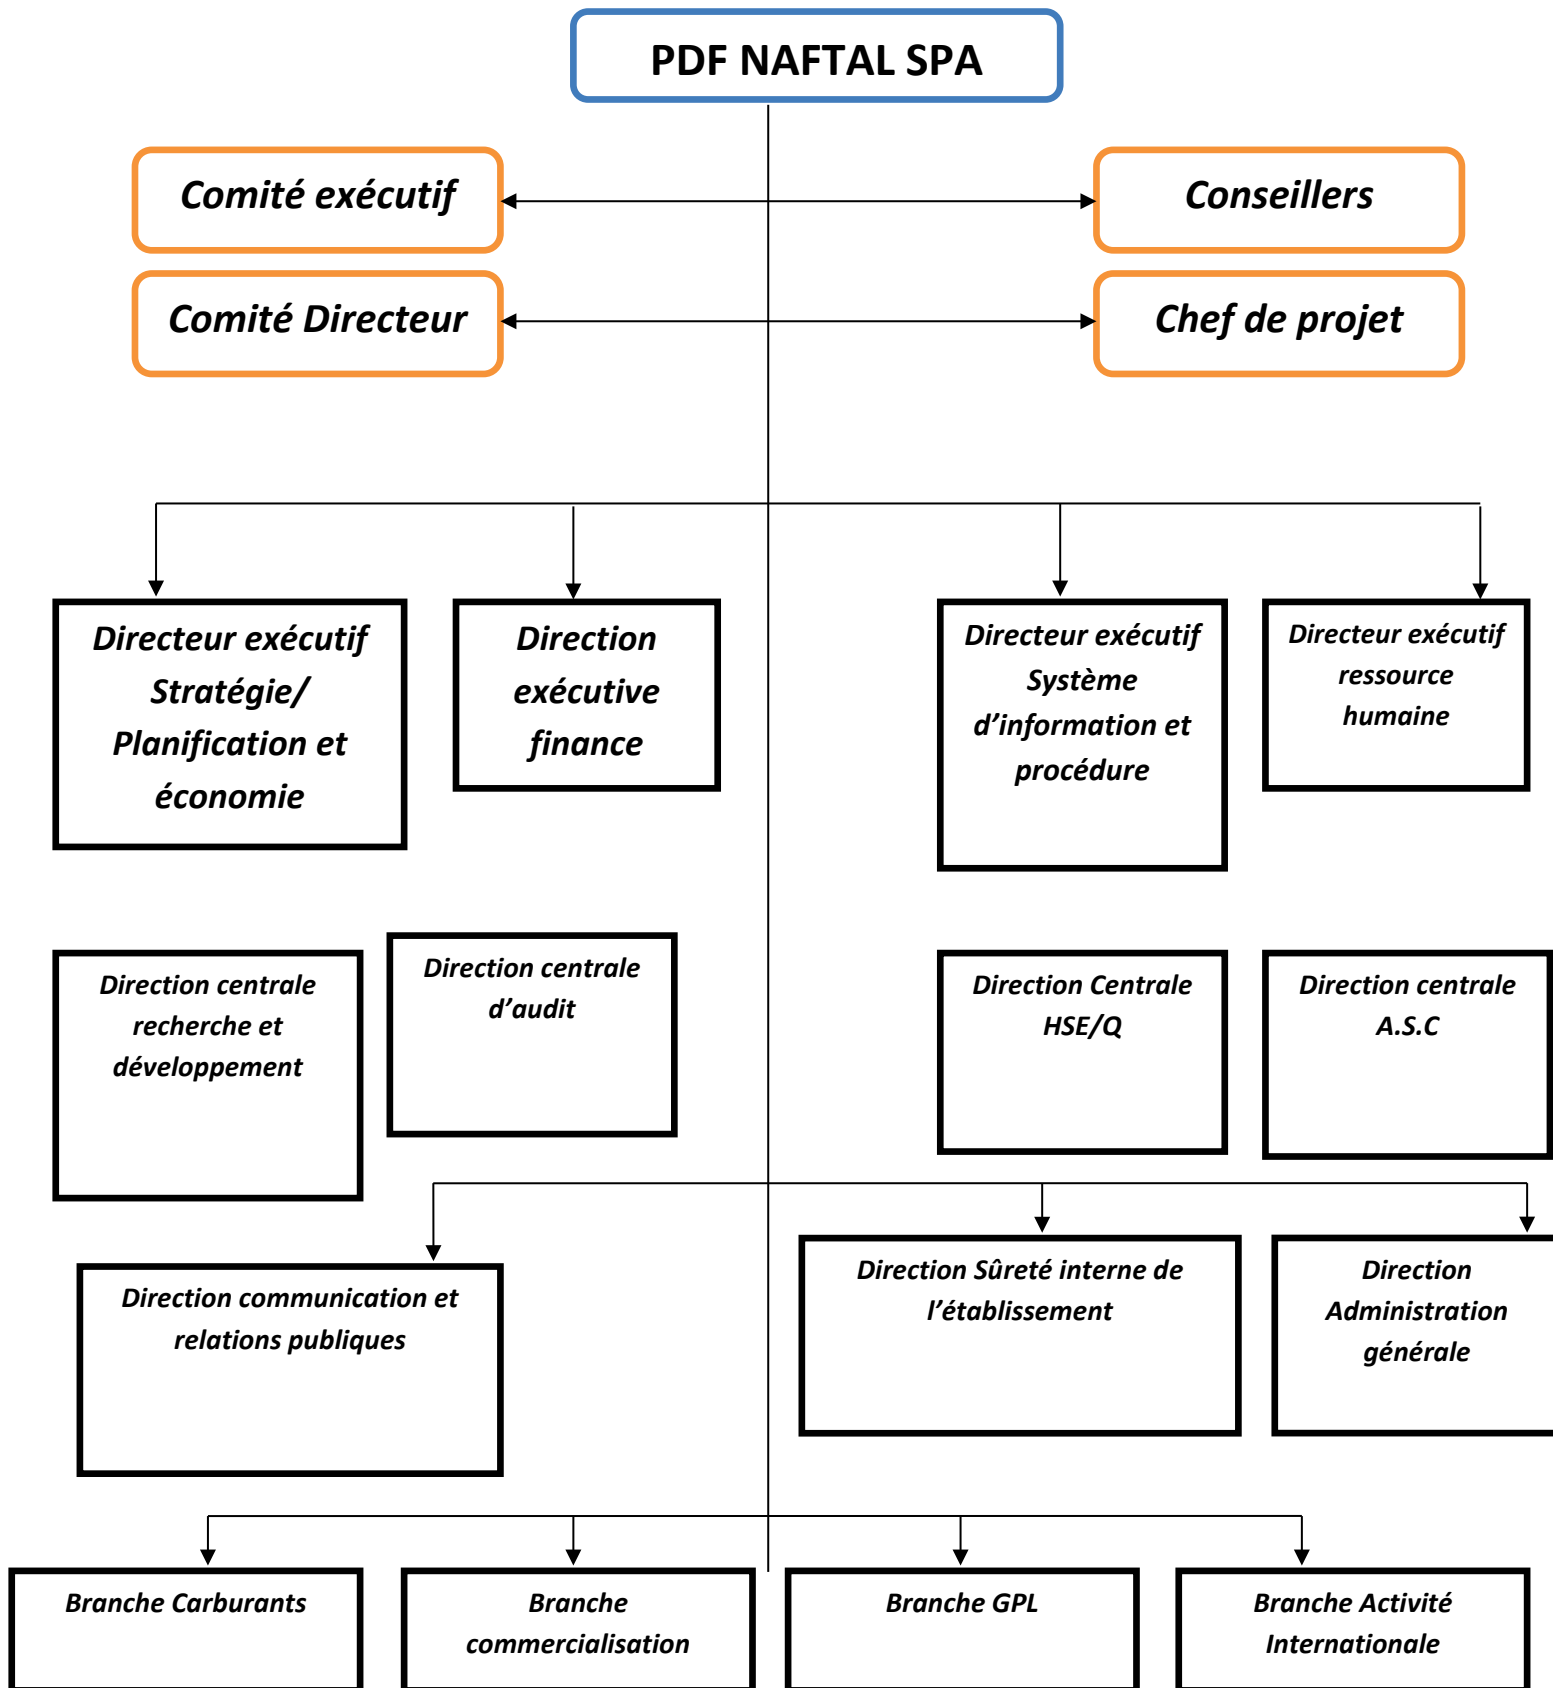 PDF NAFTAL SPA
Comité exécutif
Conseillers
Comité Directeur
Chef de projet
Directeur exécutif
Stratégie/
Planification et
économie
Direction
exécutive
finance
Directeur exécutif
Système
d’information et
procédure
Directeur exécutif
ressource
humaine
Direction centrale
recherche et
développement
Direction centrale
d’audit
Direction Centrale
HSE/Q
Direction centrale
A.S.C
Direction communication et
relations publiques
Direction Sûreté interne de
l’établissement
Direction
Administration
générale
Branche Carburants
Branche
commercialisation
Branche GPL
Branche Activité
Internationale